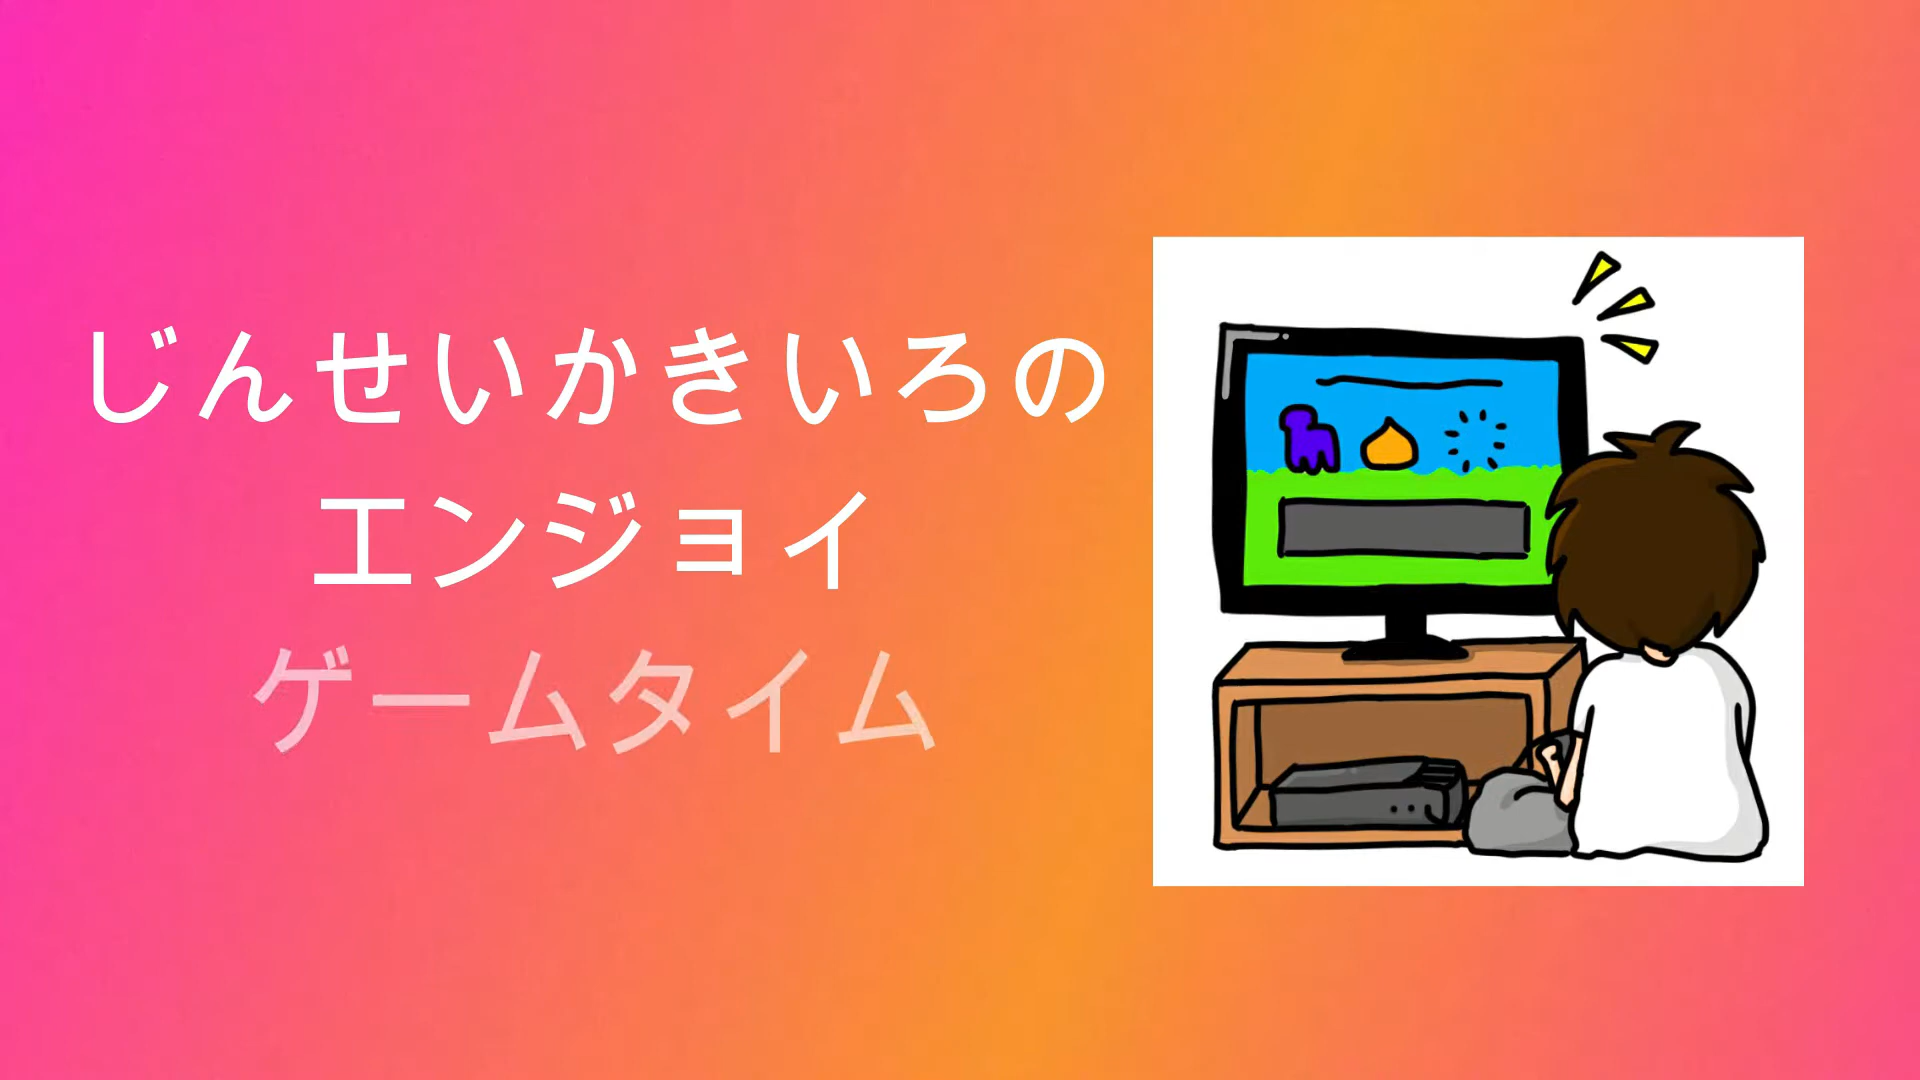 じんせいかきいろの
エンジョイ
ゲームタイム